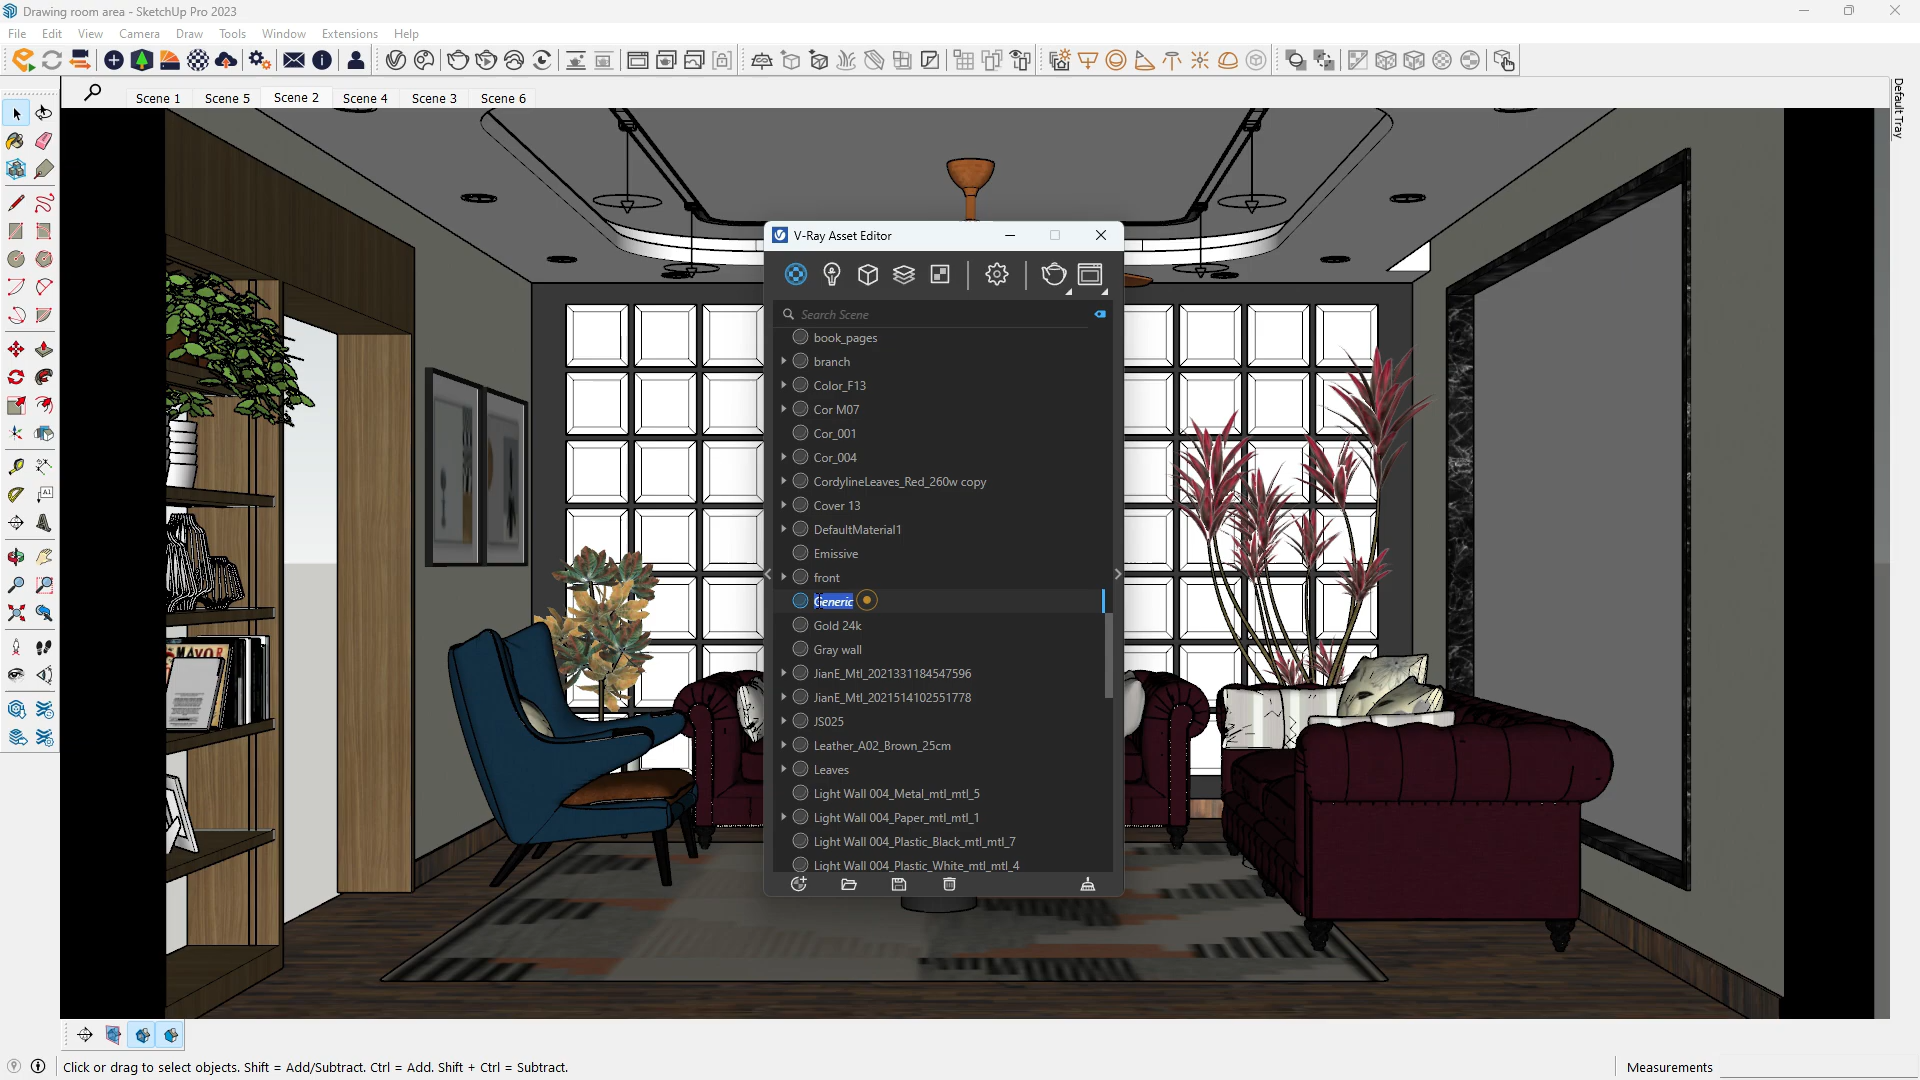 Drawing room area - SketchUp Pro 2023
File Edit View Camera Draw Tools Window Extensions Help
Scene 1 Scene 5 Scene 2 Scene 4 Scene 3 Scene 6
Default Tray
V-Ray Asset Editor
Search Scene
book_pages
branch
Color_F13
Cor M07
Cor_001
Cor_004
CordylineLeaves_Red_260w copy
Cover 13
DefaultMaterial1
Emissive
front
Generic
Gold 24k
Gray wall
JianE_Mtl_2021331184547596
JianE_Mtl_2021514102551778
JS025
Leather_A02_Brown_25cm
Leaves
Light Wall 004_Metal_mtl_mtl_5
Light Wall 004_Paper_mtl_mtl_1
Light Wall 004_Plastic_Black_mtl_mtl_7
Light Wall 004_Plastic_White_mtl_mtl_4
Click or drag to select objects. Shift = Add/Subtract. Ctrl = Add. Shift + Ctrl = Subtract.
Measurements